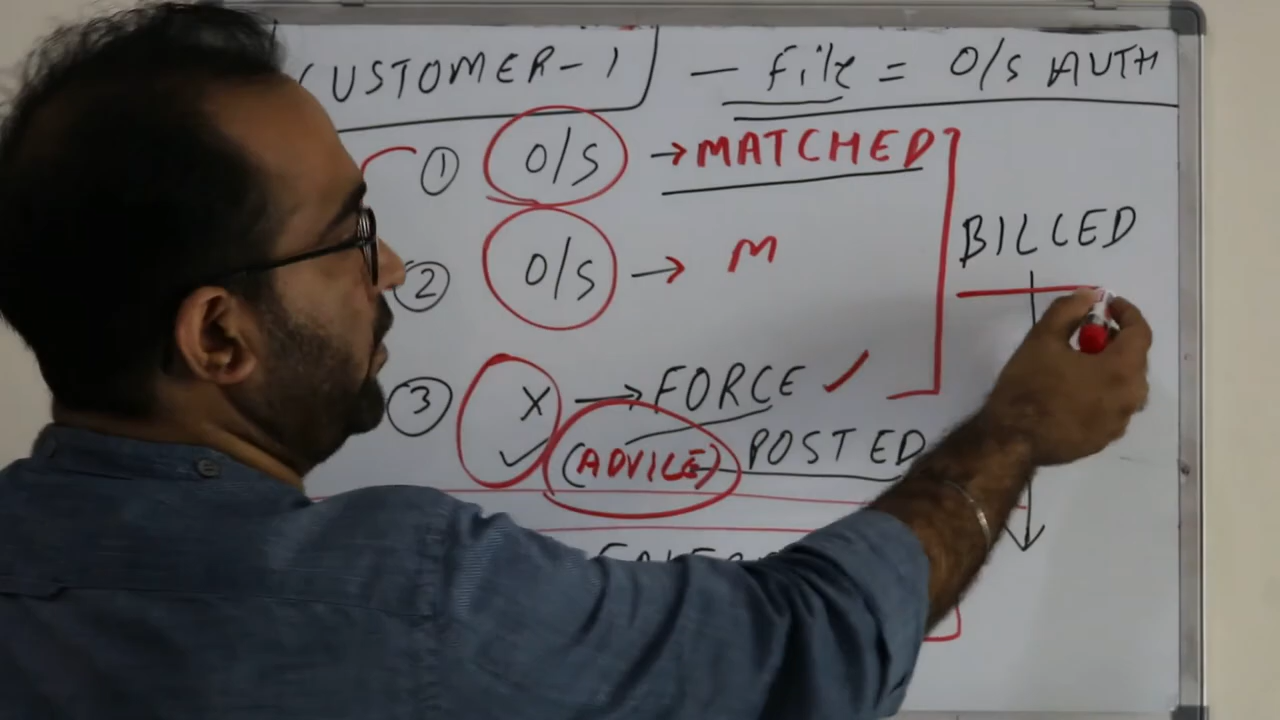 CUSTOMER-1 - File = O/S AUTH
1 O/S → MATCHED
2 O/S → M
BILLED
3 X → FORCE ✓
✓ (ADVICE) POSTED